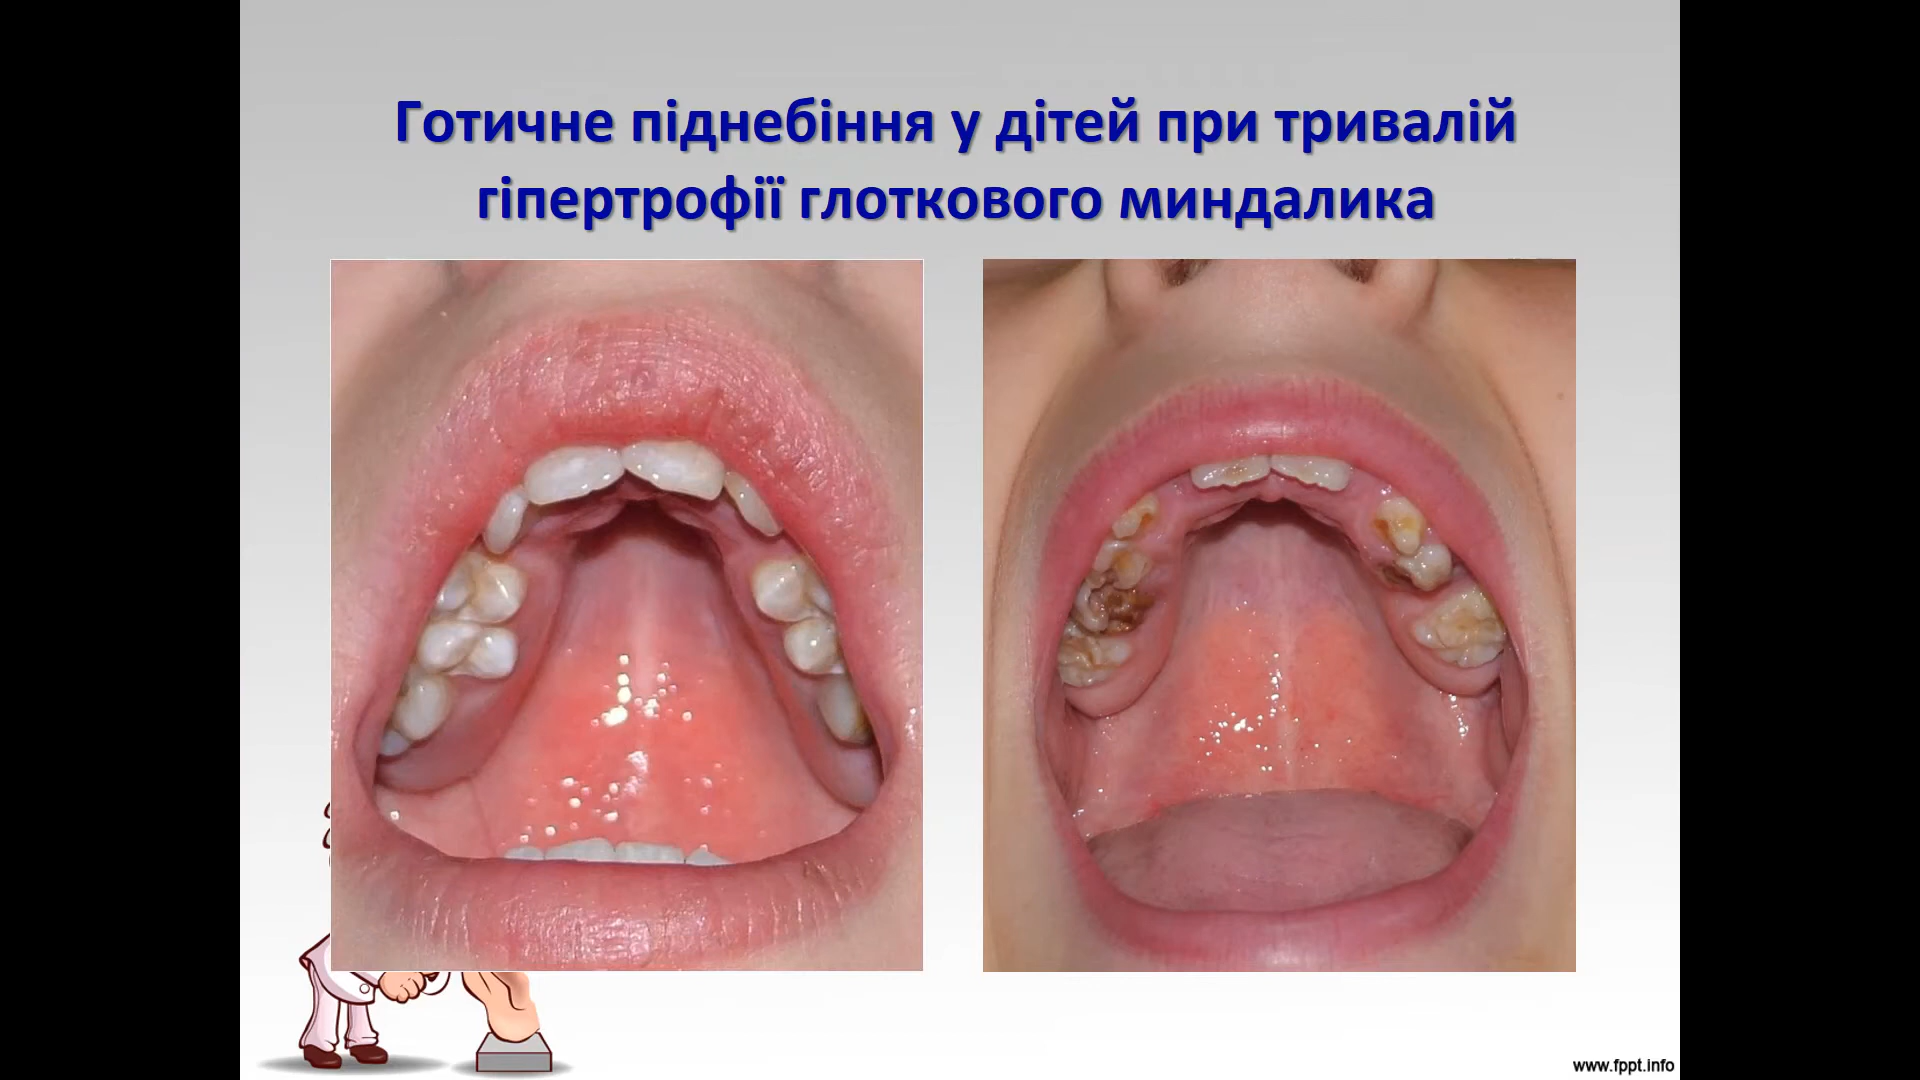 Готичне піднебіння у дітей при тривалій
гіпертрофії глоткового миндалика
www.fppt.info